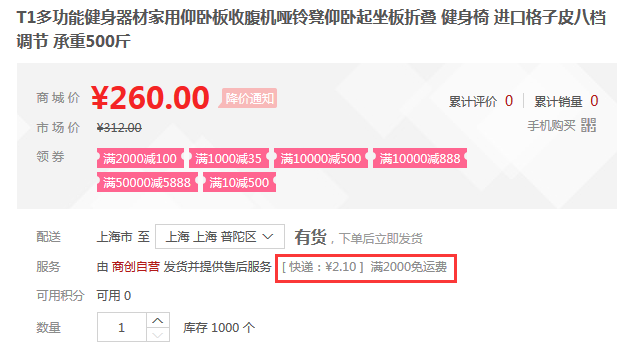 T1多功能健身器材家用仰卧板收腹机哑铃凳仰卧起坐板折叠 健身椅 进口格子皮八档
调节 承重500斤
商城价 ¥260.00 降价通知 累计评价 0 累计销量 0
市场价 ¥312.00 手机购买
领券 满2000减100 满1000减35 满10000减500 满10000减888
满50000减5888 满10减500
配送 上海市 至 上海 上海 普陀区 有货，下单后立即发货
服务 由 商创自营 发货并提供售后服务 [ 快递：¥2.10 ] 满2000免运费
可用积分 可用 0
数量 1 库存 1000 个